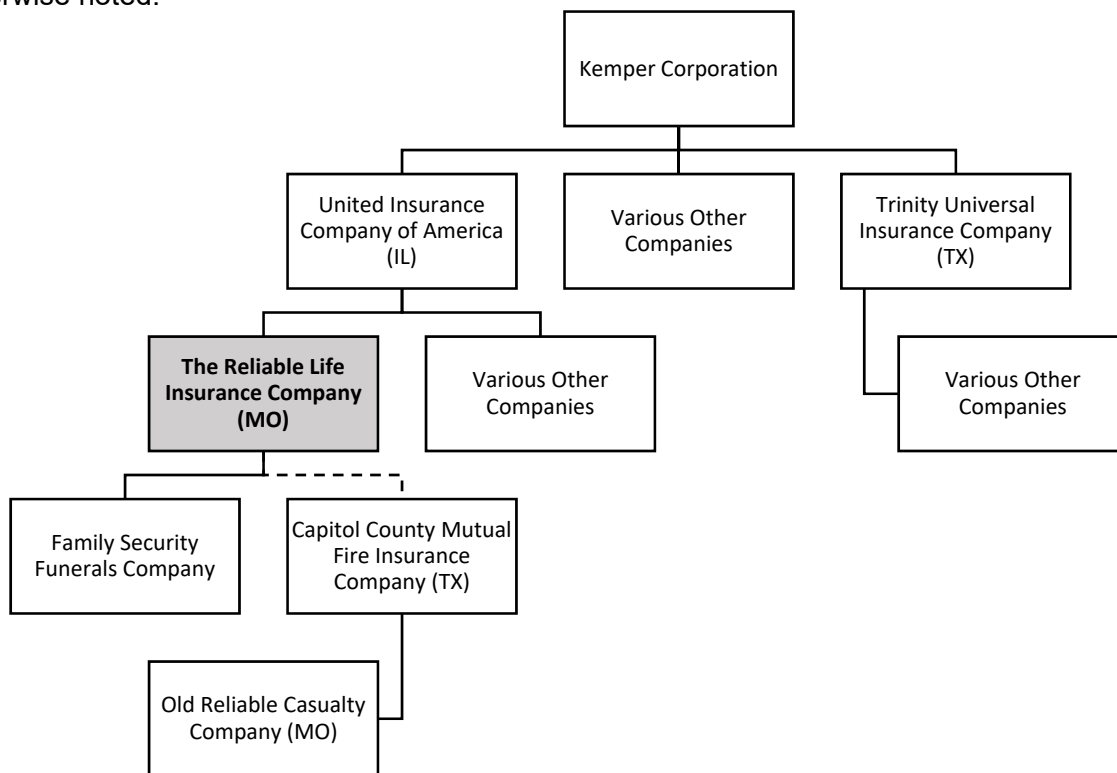 noted.
Kemper Corporation
United Insurance
Company of America
(IL)
Various Other
Companies
Trinity Universal
Insurance Company
(TX)
The Reliable Life
Insurance Company
(MO)
Various Other
Companies
Various Other
Companies
Family Security
Funerals Company
Capitol County Mutual
Fire Insurance
Company (TX)
Old Reliable Casualty
Company (MO)